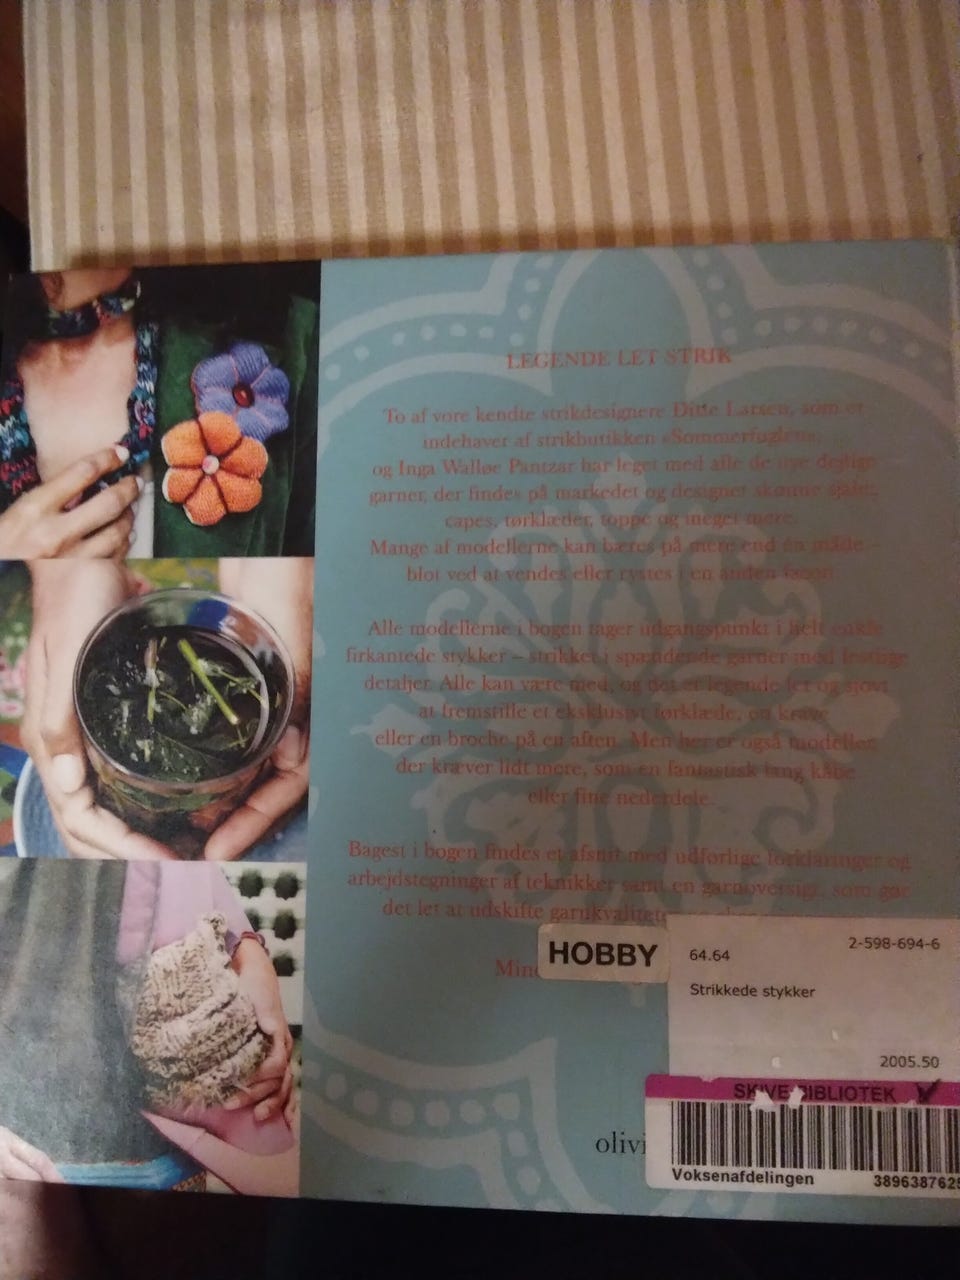 LEGENDE LET STRIK
To af vore kendte strikdesignere Ditte Larsen, som er
indehaver af strikbutikken »Sommerfuglen«,
og Inga Walløe Pantzar har leget med alle de nye dejlige
garner, der findes på markedet og designet skønne sjaler,
capes, tørklæder, toppe og meget mere.
Mange af modellerne kan bæres på mere end én måde –
blot ved at vendes eller rystes i en anden facon.
Alle modellerne i bogen tager udgangspunkt i helt enkle
firkantede stykker – strikket i spændende garner med festlige
detaljer. Alle kan være med, og det er legende let og sjovt
at fremstille et eksklusivt tørklæde, en krave
eller en broche på en aften. Men her er også modeller,
der kræver lidt mere, som en fantastisk lang kåbe
eller fine nederdele.
Bagest i bogen findes et afsnit med udførlige forklaringer og
arbejdstegninger af teknikker samt en garnoversigt, som gør
det let at udskifte
HOBBY
64.64
2-598-694-6
Strikkede stykker
2005.50
SKIVE BIBLIOTEK
olivi
Voksenafdelingen
389638762